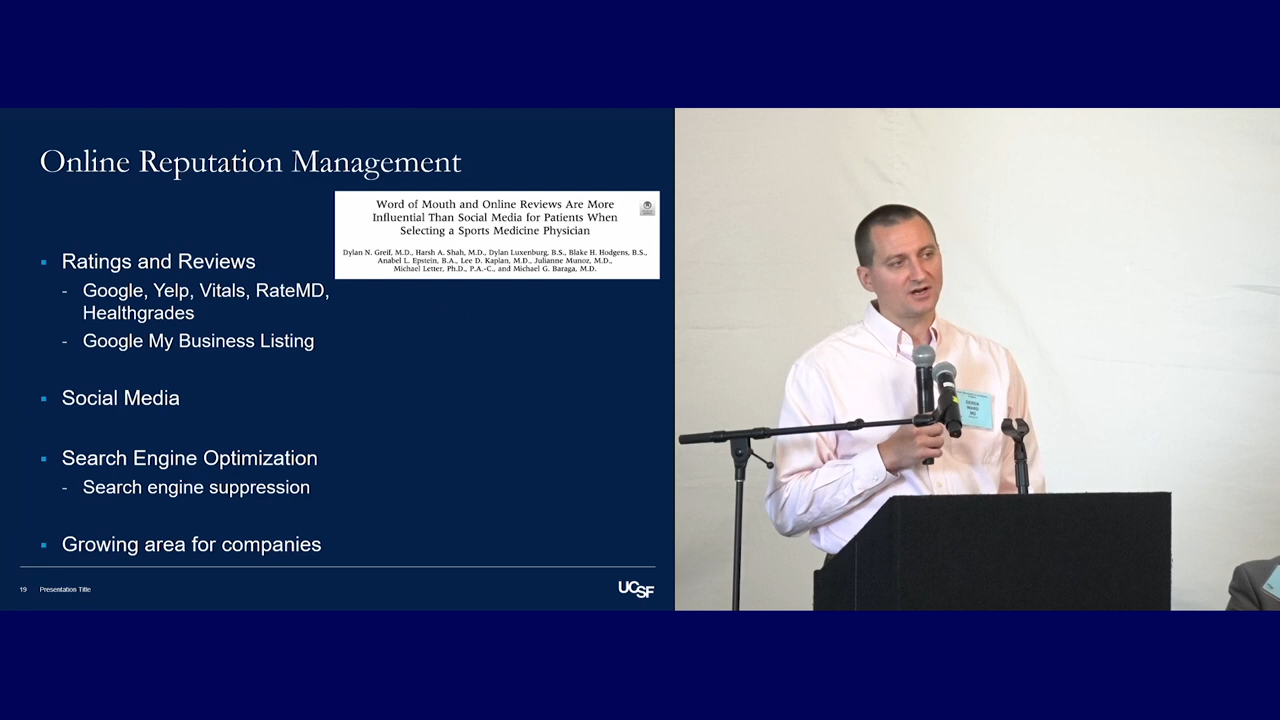 Online Reputation Management
Word of Mouth and Online Reviews Are More
Influential Than Social Media for Patients When
Selecting a Sports Medicine Physician
Dylan N. Greif, M.D., Harsh A. Shah, M.D., Dylan Luxenburg, B.S., Blake H. Hodgens, B.S.,
Anabel L. Epstein, B.A., Lee D. Kaplan, M.D., Julianne Munoz, M.D.,
Michael Letter, Ph.D., P.A.-C., and Michael G. Baraga, M.D.
▪ Ratings and Reviews
- Google, Yelp, Vitals, RateMD,
Healthgrades
- Google My Business Listing
▪ Social Media
▪ Search Engine Optimization
- Search engine suppression
▪ Growing area for companies
19 Presentation Title
UCSF
DEREK
WARD
MD